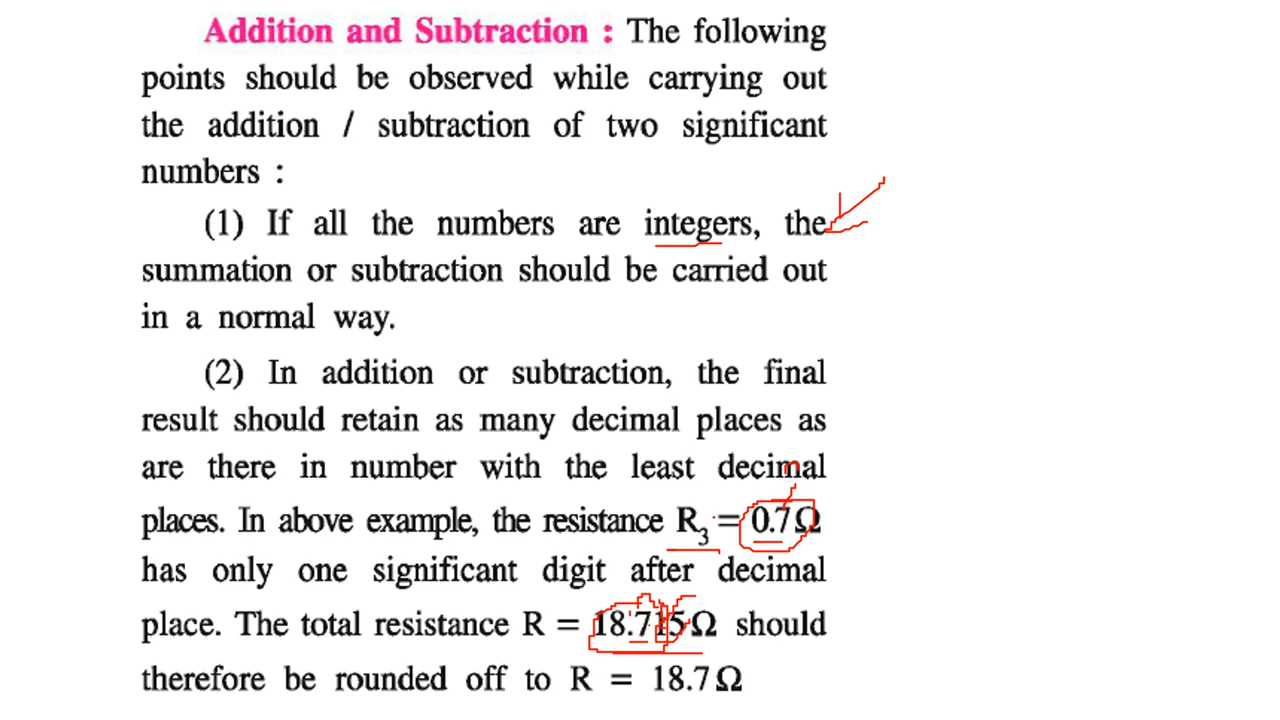 Addition and Subtraction : The following
points should be observed while carrying out
the addition / subtraction of two significant
numbers :
(1) If all the numbers are integers, the
summation or subtraction should be carried out
in a normal way.
(2) In addition or subtraction, the final
result should retain as many decimal places as
are there in number with the least decimal
places. In above example, the resistance R₃ = 0.7Ω
has only one significant digit after decimal
place. The total resistance R = 18.715Ω should
therefore be rounded off to R = 18.7Ω